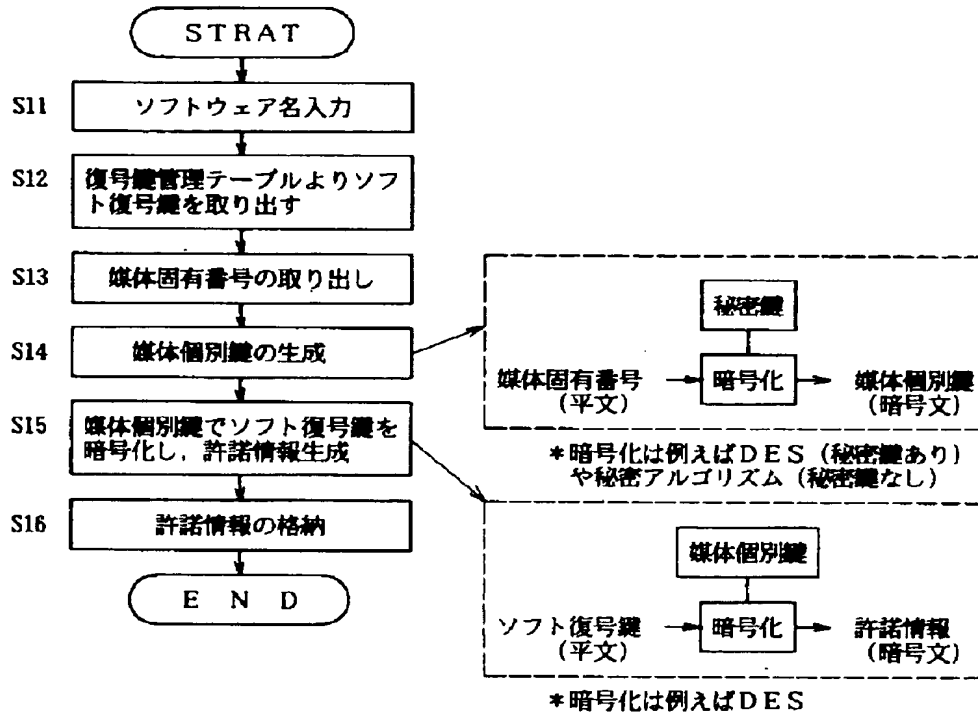 STRAT
S11
ソフトウェア名入力
S12
復号鍵管理テーブルよりソフ
ト復号鍵を取り出す
S13
媒体固有番号の取り出し
S14
媒体個別鍵の生成
S15
媒体個別鍵でソフト復号鍵を
暗号化し,許諾情報生成
S16
許諾情報の格納
END
秘密鍵
媒体固有番号
(平文)
暗号化
媒体個別鍵
(暗号文)
*暗号化は例えばDES(秘密鍵あり)
や秘密アルゴリズム(秘密鍵なし)
媒体個別鍵
ソフト復号鍵
(平文)
暗号化
許諾情報
(暗号文)
*暗号化は例えばDES